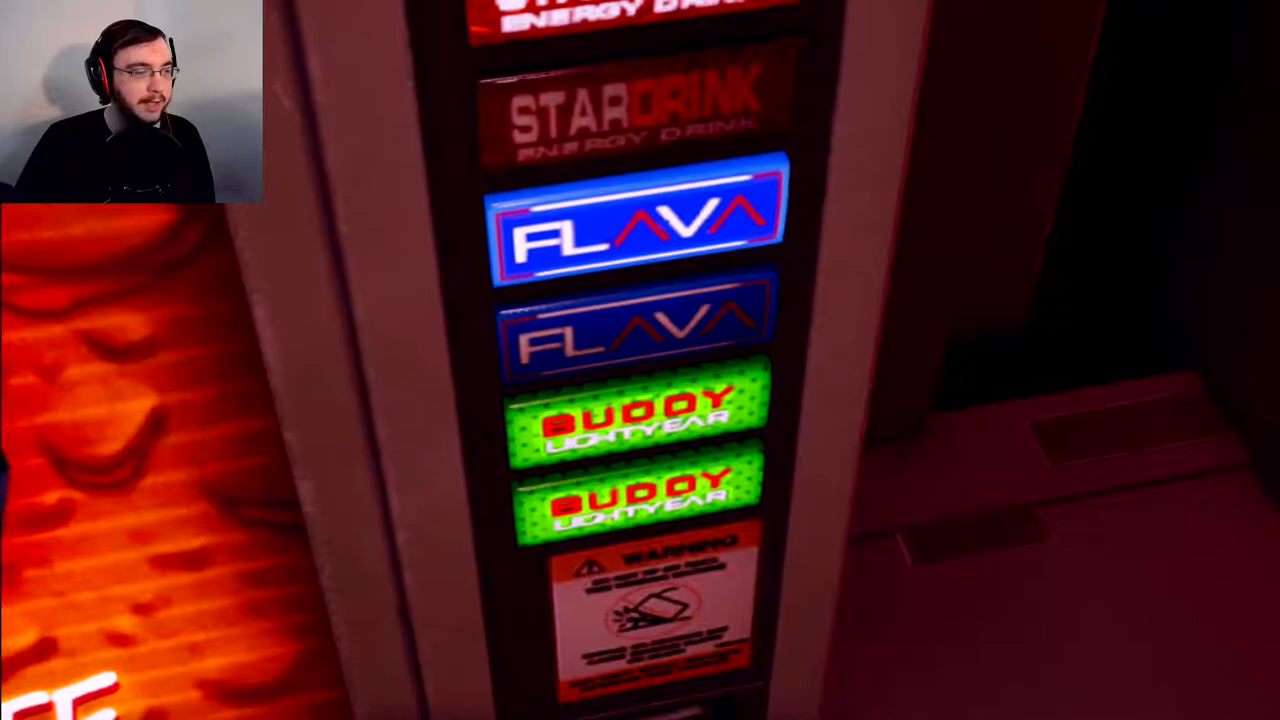 ENERGY DRINK
STARDRINK
ENERGY DRINK
FLAVA
FLAVA
BUDDY
LIGHTYEAR
BUDDY
LIGHTYEAR
WARNING